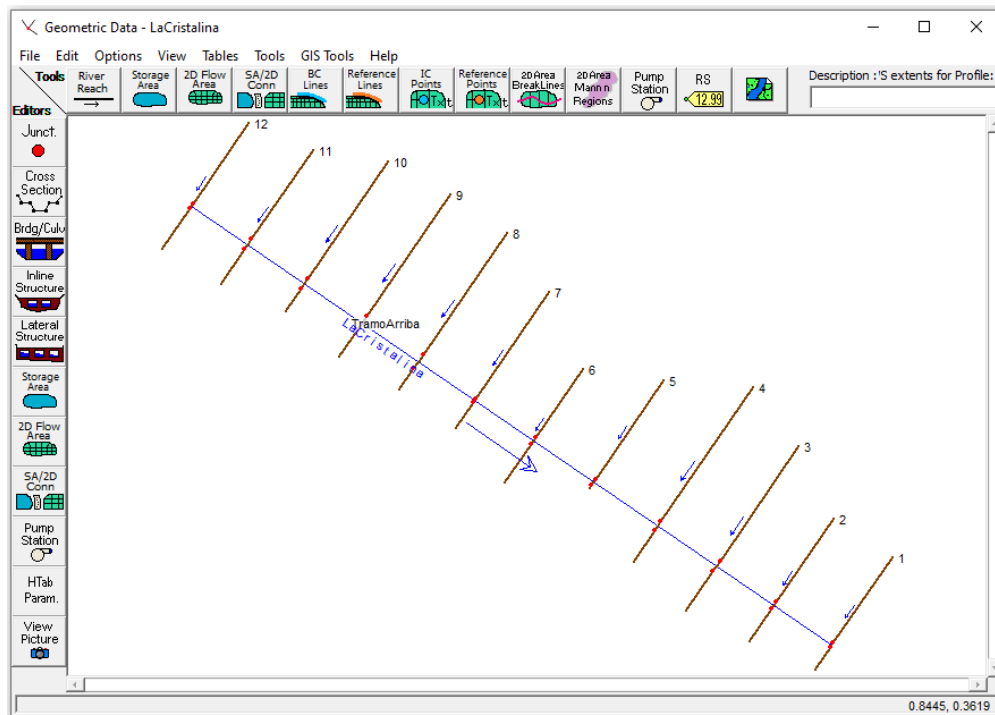 Geometric Data - LaCristalina
File Edit Options View Tables Tools GIS Tools Help
Tools
Editors
River
Reach
Storage
Area
2D Flow
Area
SA/2D
Conn
BC
Lines
Reference
Lines
IC
Points
Reference
Points
2D Area
BreakLines
2D Area
Mann n
Regions
Pump
Station
RS
12.99
Description : 'S extents for Profile:
Junct.
Cross
Section
Brdg/Culv
Inline
Structure
Lateral
Structure
Storage
Area
2D Flow
Area
SA/2D
Conn
Pump
Station
HTab
Param.
View
Picture
12
11
10
9
8
7
6
5
4
3
2
1
TramoArriba
LaCristalina
0.8445, 0.3619